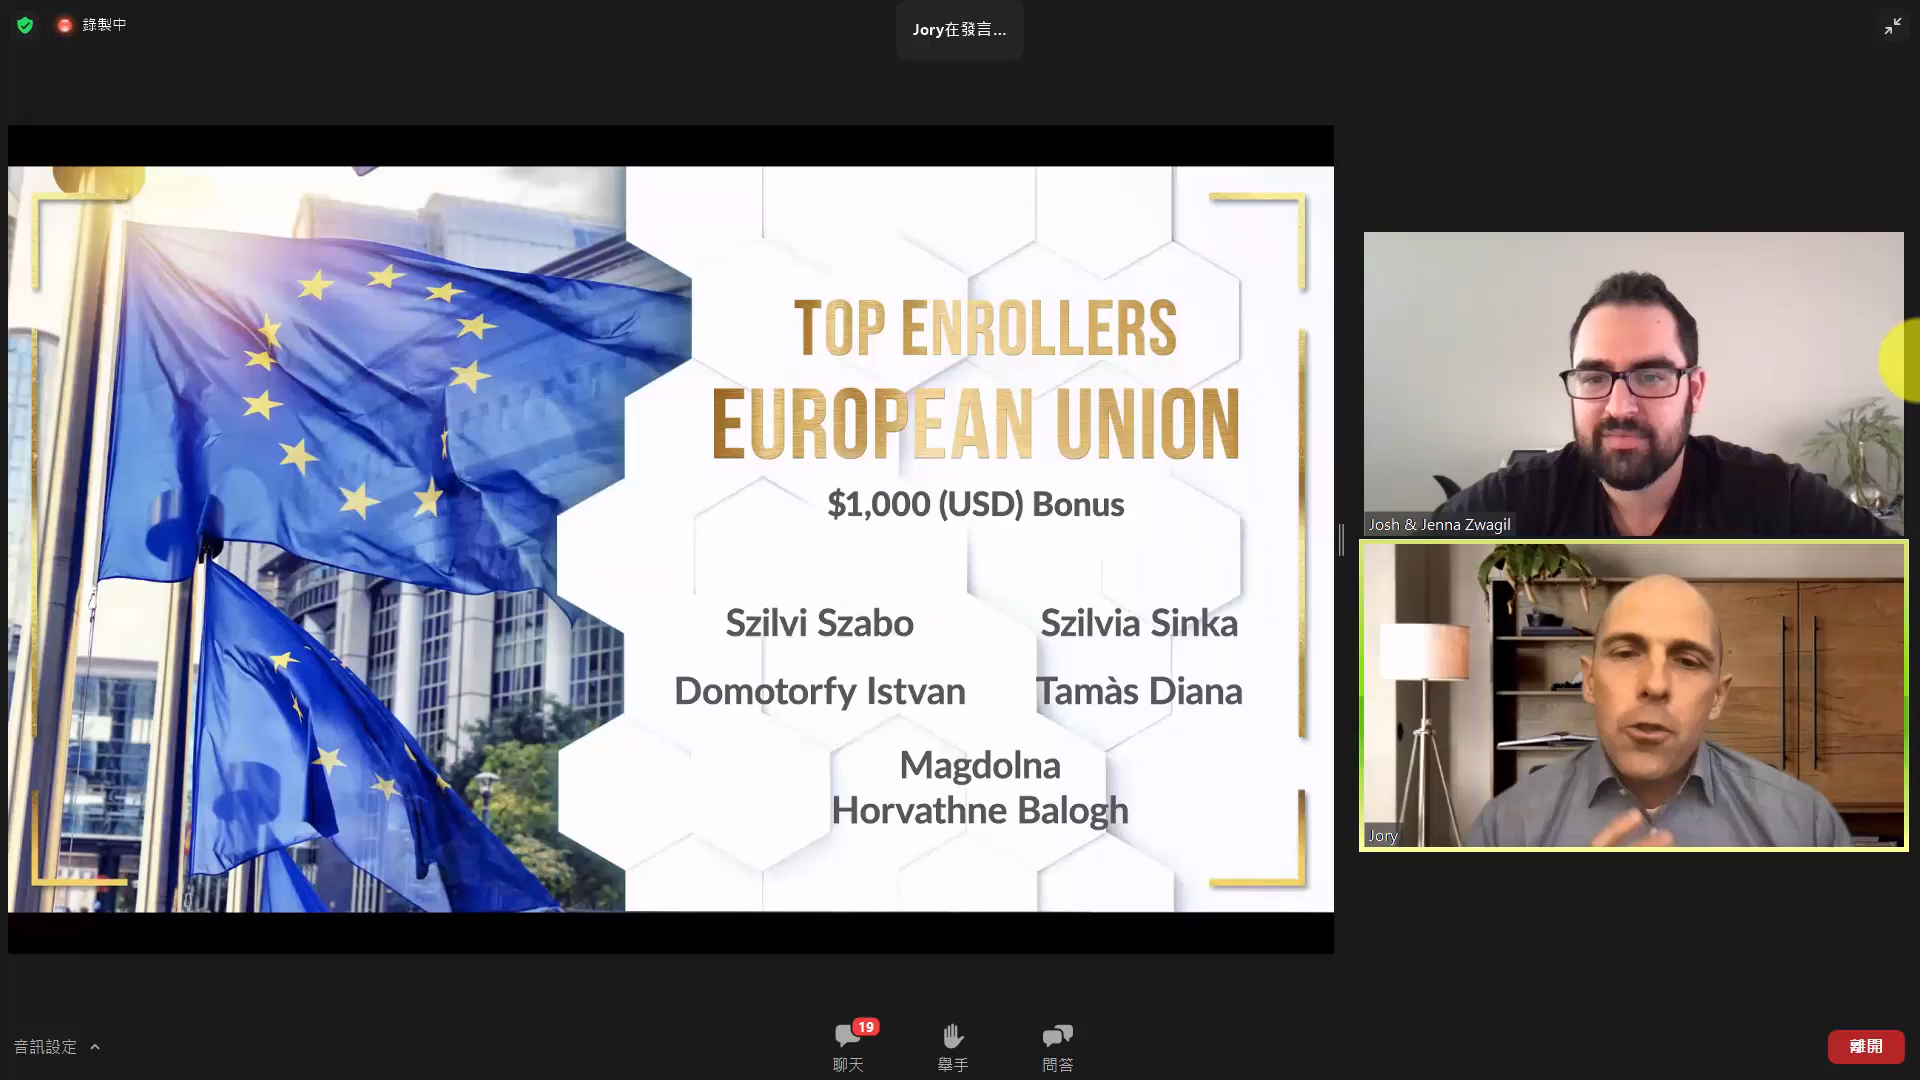 錄製中
Jory在發言...
TOP ENROLLERS
EUROPEAN UNION
$1,000 (USD) Bonus
Szilvi Szabo
Szilvia Sinka
Domotorfy Istvan
Tamàs Diana
Magdolna
Horvathne Balogh
Josh & Jenna Zwagil
Jory
音訊設定
19
聊天
舉手
問答
離開